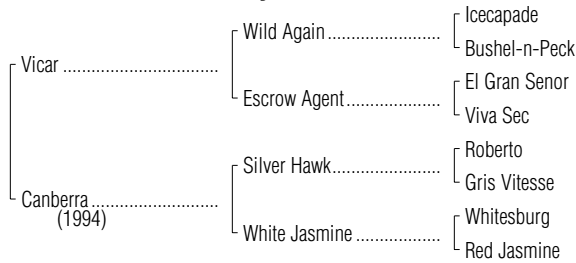 Icecapade
Wild Again ........................
Bushel-n-Peck
Vicar .................................
El Gran Senor
Escrow Agent....................
Viva Sec
Roberto
Silver Hawk.......................
Gris Vitesse
Canberra...........................
(1994)
Whitesburg
White Jasmine ..................
Red Jasmine